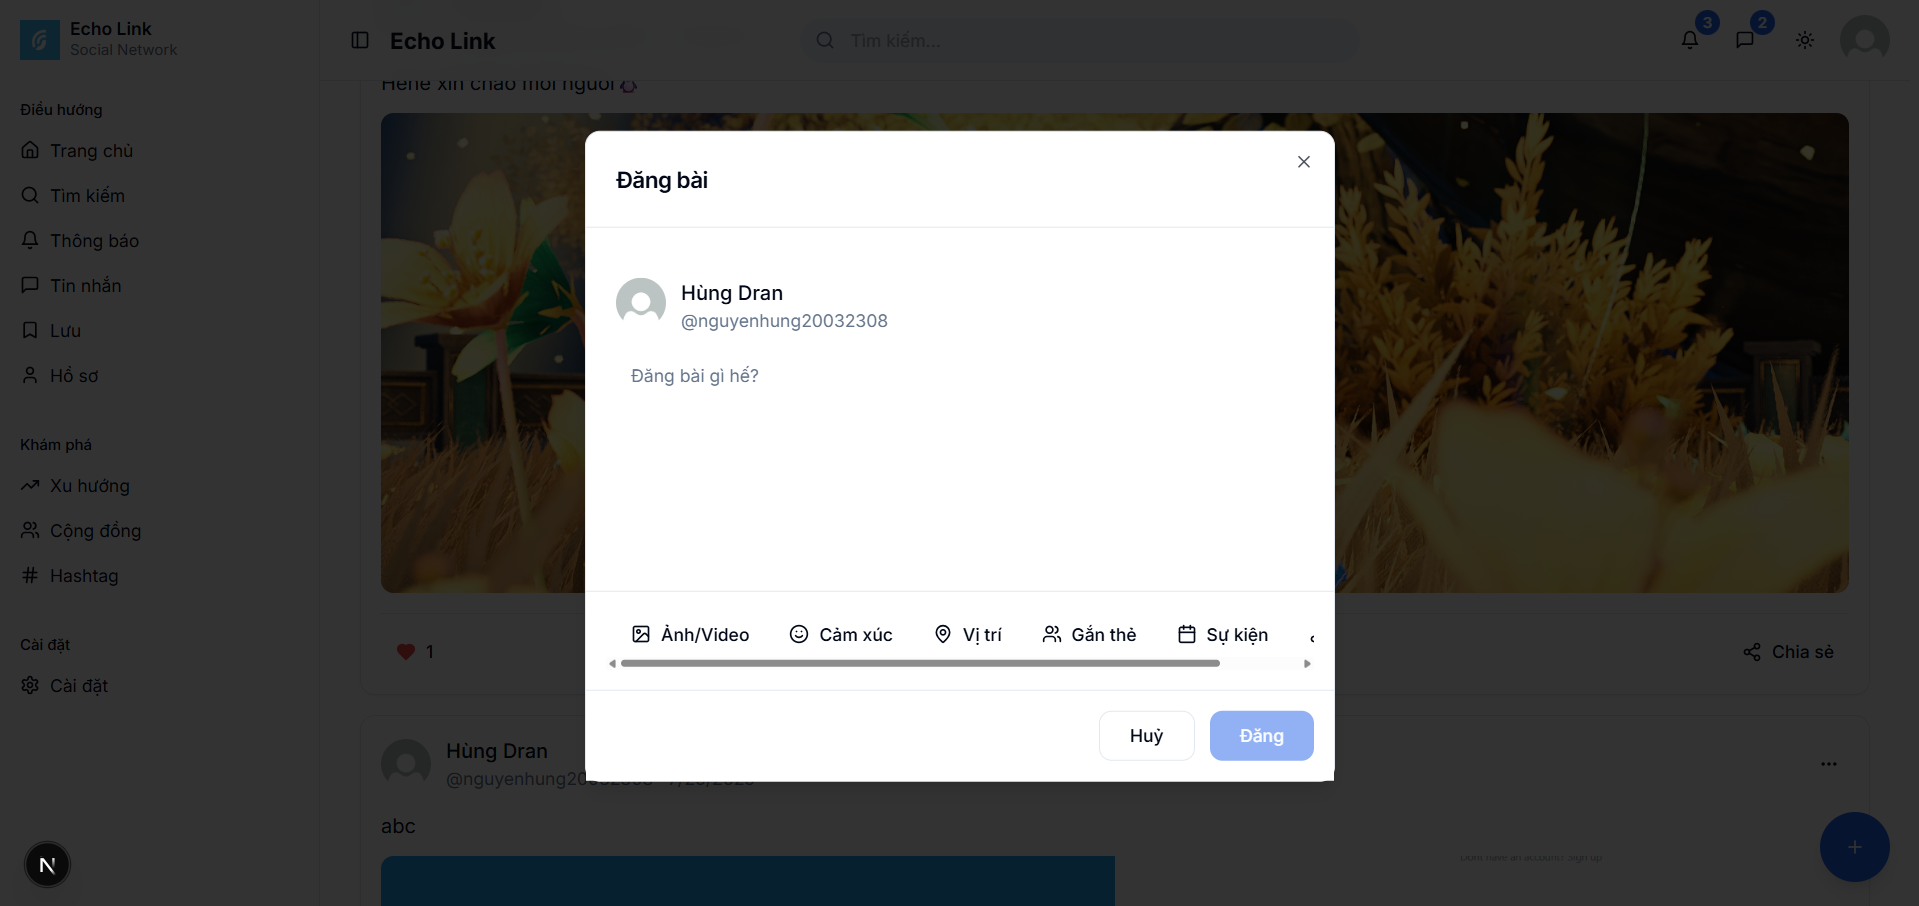 Echo Link
Social Network
Điều hướng
Trang chủ
Tìm kiếm
Thông báo
Tin nhắn
Lưu
Hồ sơ
Khám phá
Xu hướng
Cộng đồng
Hashtag
Cài đặt
Cài đặt
Echo Link
Tìm kiếm...
3
2
Hehe xin chào mọi người
Đăng bài
Hùng Dran
@nguyenhung20032308
Đăng bài gì hế?
Ảnh/Video
Cảm xúc
Vị trí
Gắn thẻ
Sự kiện
Huỷ
Đăng
1
Chia sẻ
Hùng Dran
abc
N